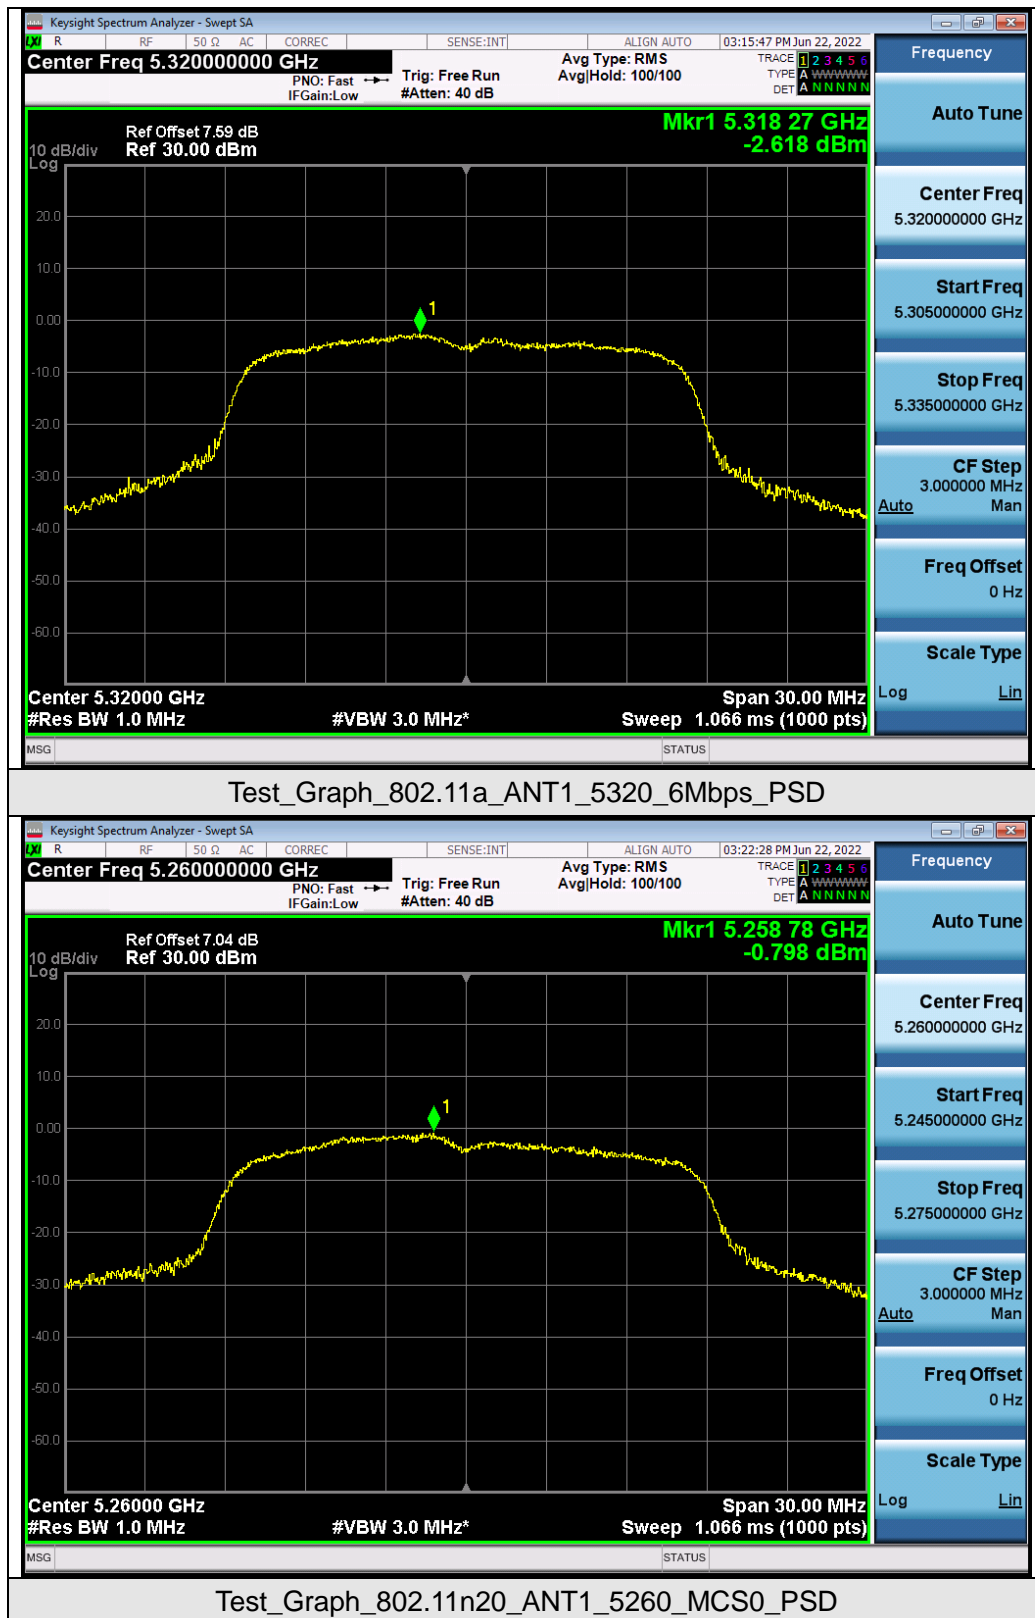 Keysight Spectrum Analyzer - Swept SA
LXI R RF 50 Ω AC CORREC SENSE:INT ALIGN AUTO 03:15:47 PM Jun 22, 2022
Center Freq 5.320000000 GHz
PNO: Fast
IFGain:Low
Trig: Free Run
#Atten: 40 dB
Avg Type: RMS
Avg|Hold: 100/100
TRACE 1 2 3 4 5 6
TYPE A WWWWW
DET A N N N N N
Frequency
Auto Tune
Center Freq
5.320000000 GHz
Start Freq
5.305000000 GHz
Stop Freq
5.335000000 GHz
CF Step
3.000000 MHz
Auto Man
Freq Offset
0 Hz
Scale Type
Log Lin
Ref Offset 7.59 dB
10 dB/div Ref 30.00 dBm
Log
Mkr1 5.318 27 GHz
-2.618 dBm
20.0
10.0
0.00
-10.0
-20.0
-30.0
-40.0
-50.0
-60.0
1
Center 5.32000 GHz Span 30.00 MHz
#Res BW 1.0 MHz #VBW 3.0 MHz* Sweep 1.066 ms (1000 pts)
MSG STATUS
Test_Graph_802.11a_ANT1_5320_6Mbps_PSD
Keysight Spectrum Analyzer - Swept SA
LXI R RF 50 Ω AC CORREC SENSE:INT ALIGN AUTO 03:22:28 PM Jun 22, 2022
Center Freq 5.260000000 GHz
PNO: Fast
IFGain:Low
Trig: Free Run
#Atten: 40 dB
Avg Type: RMS
Avg|Hold: 100/100
TRACE 1 2 3 4 5 6
TYPE A WWWWW
DET A N N N N N
Frequency
Auto Tune
Center Freq
5.260000000 GHz
Start Freq
5.245000000 GHz
Stop Freq
5.275000000 GHz
CF Step
3.000000 MHz
Auto Man
Freq Offset
0 Hz
Scale Type
Log Lin
Ref Offset 7.04 dB
10 dB/div Ref 30.00 dBm
Log
Mkr1 5.258 78 GHz
-0.798 dBm
20.0
10.0
0.00
-10.0
-20.0
-30.0
-40.0
-50.0
-60.0
1
Center 5.26000 GHz Span 30.00 MHz
#Res BW 1.0 MHz #VBW 3.0 MHz* Sweep 1.066 ms (1000 pts)
MSG STATUS
Test_Graph_802.11n20_ANT1_5260_MCS0_PSD